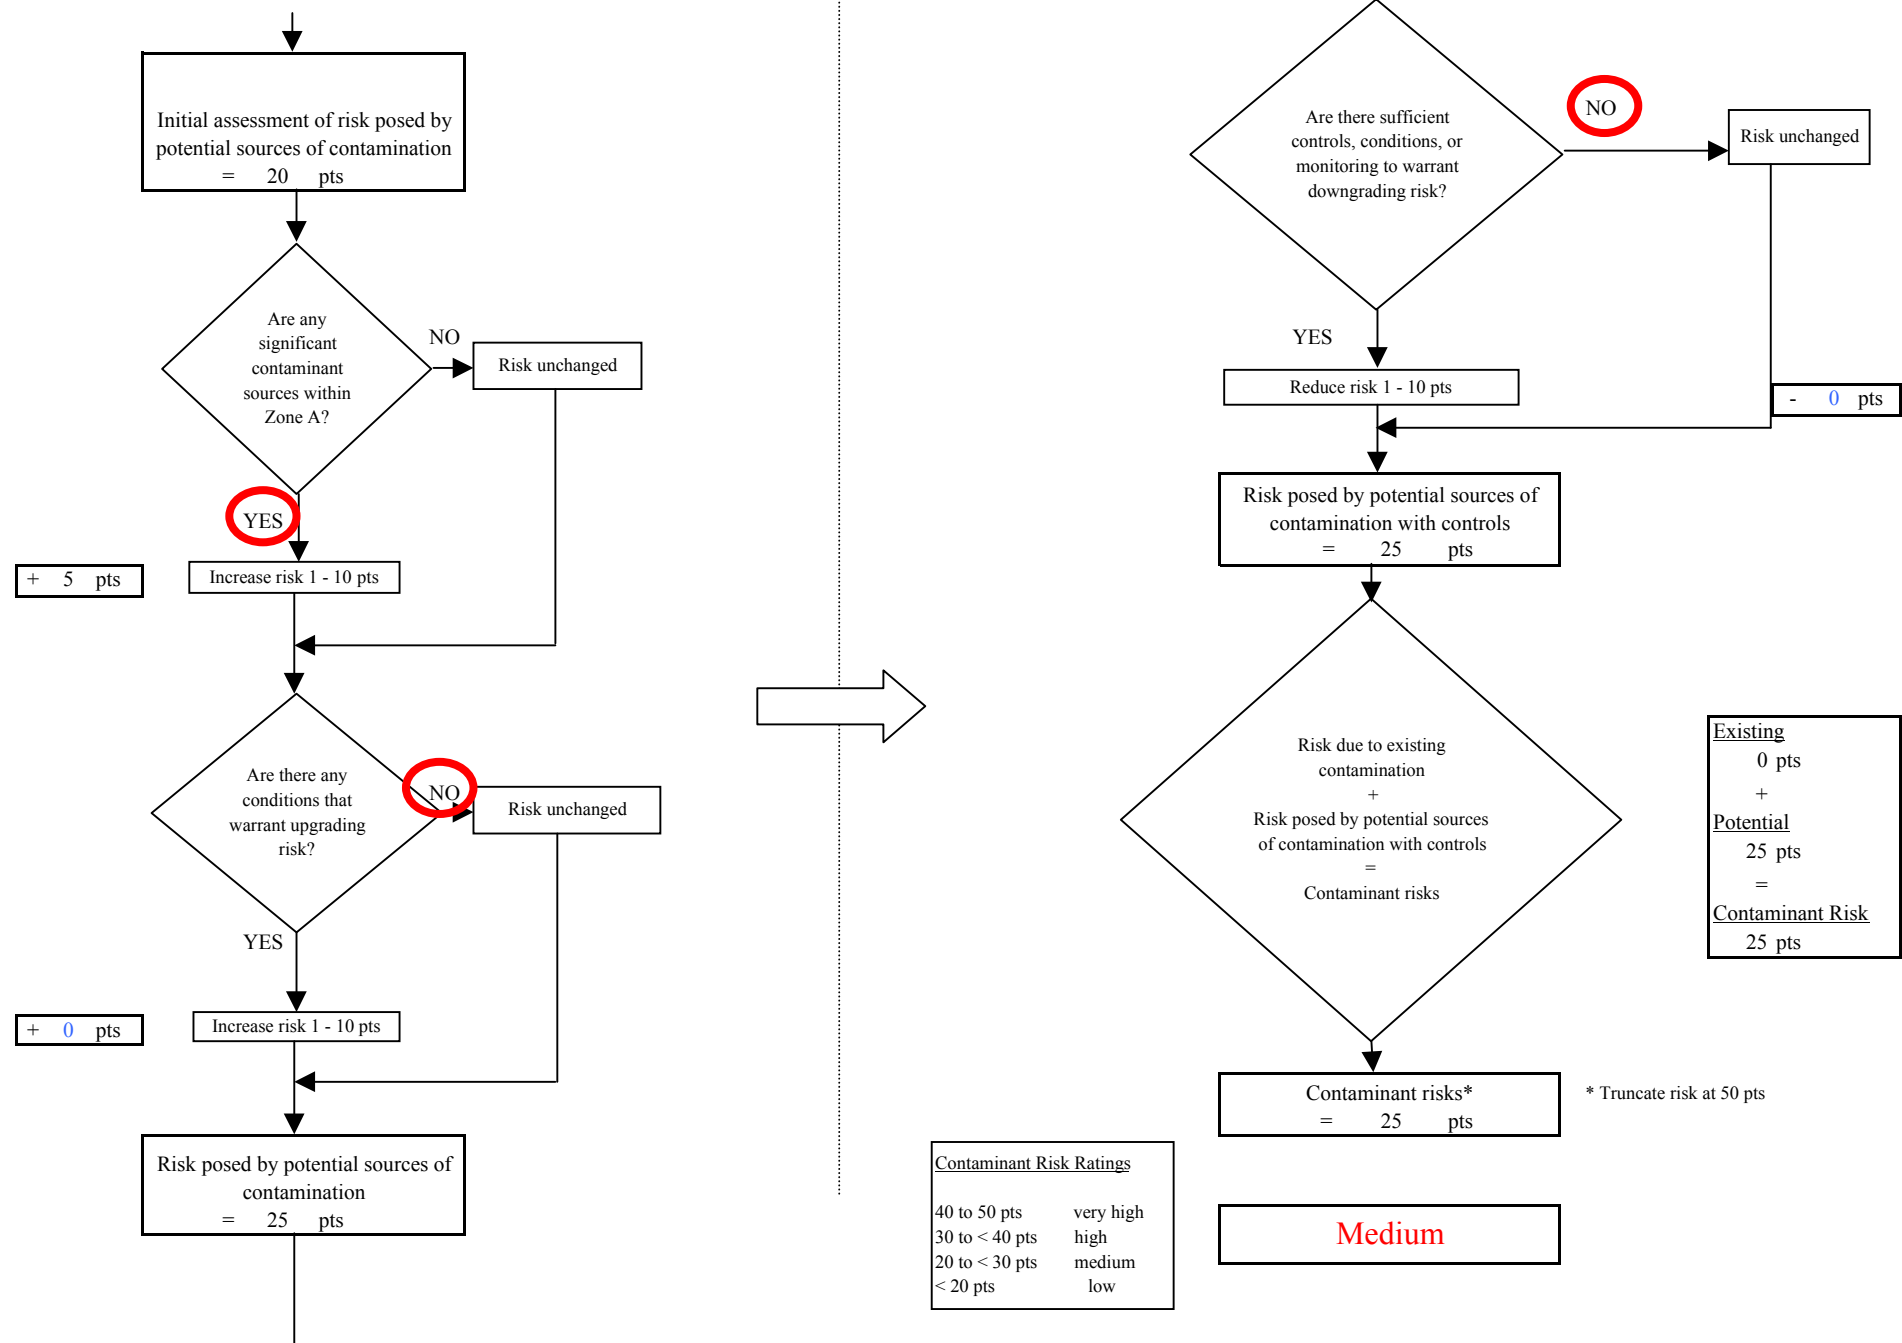 Initial assessment of risk posed by
potential sources of contamination
= 20 pts
Are any
significant
contaminant
sources within
Zone A?
NO
Risk unchanged
YES
+ 5 pts
Increase risk 1 - 10 pts
Are there any
conditions that
warrant upgrading
risk?
NO
Risk unchanged
YES
+ 0 pts
Increase risk 1 - 10 pts
Risk posed by potential sources of
contamination
= 25 pts
Are there sufficient
controls, conditions, or
monitoring to warrant
downgrading risk?
NO
Risk unchanged
YES
Reduce risk 1 - 10 pts
- 0 pts
Risk posed by potential sources of
contamination with controls
= 25 pts
Risk due to existing
contamination
+
Risk posed by potential sources
of contamination with controls
=
Contaminant risks
Existing
0 pts
+
Potential
25 pts
=
Contaminant Risk
25 pts
Contaminant risks*
= 25 pts
* Truncate risk at 50 pts
Contaminant Risk Ratings
40 to 50 pts very high
30 to < 40 pts high
20 to < 30 pts medium
< 20 pts low
Medium